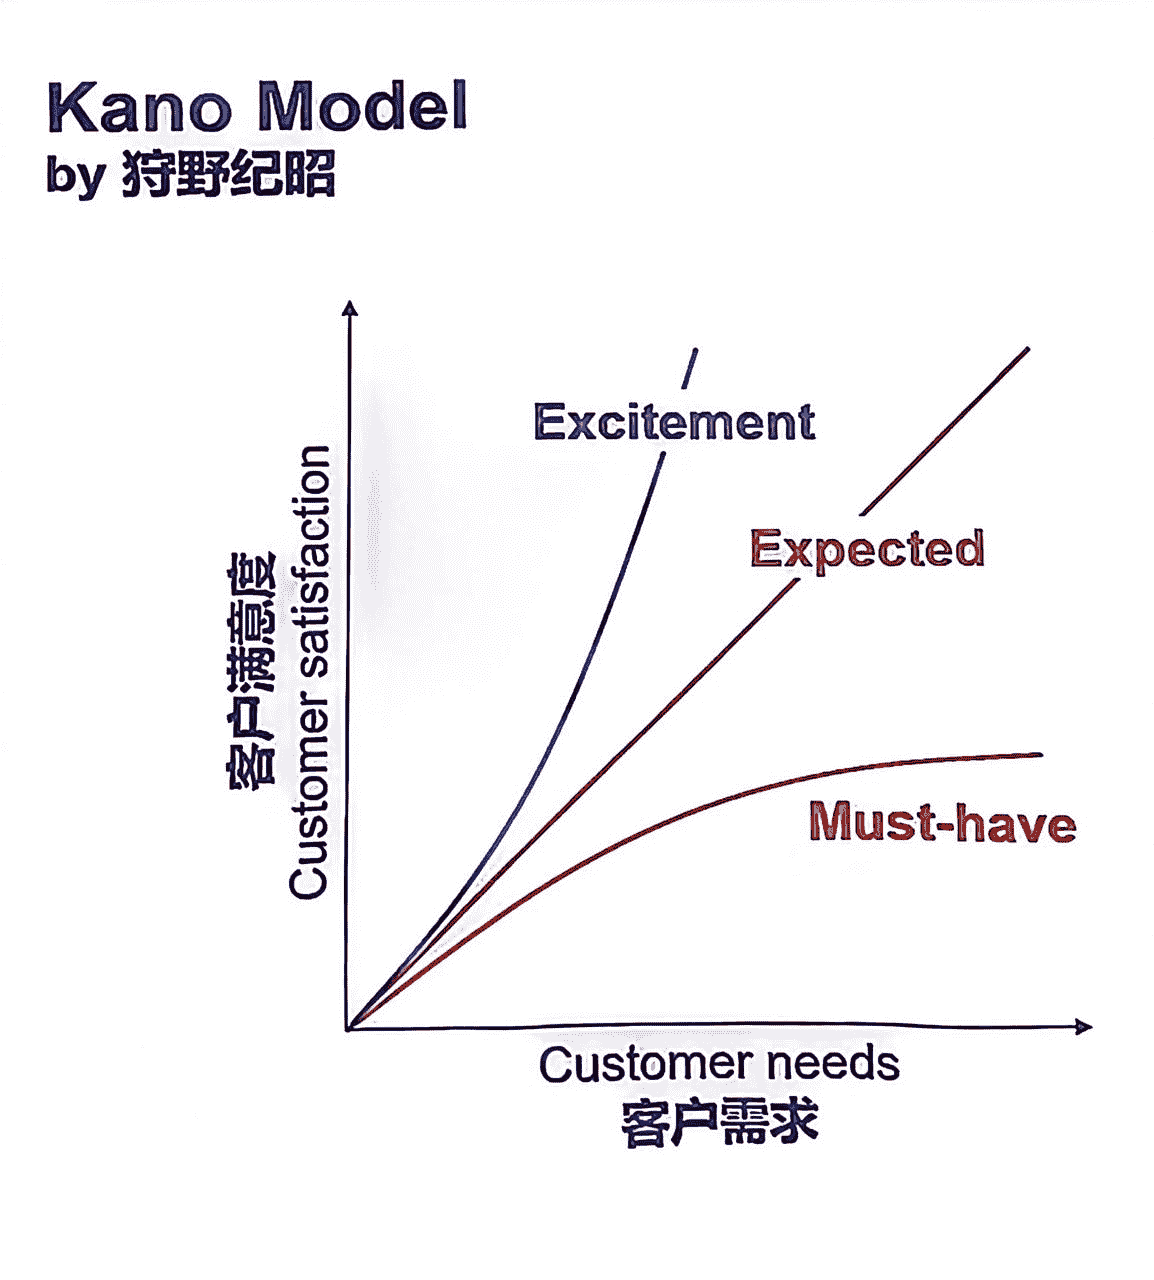 Kano Model
by 狩野纪昭
Excitement
Expected
Must-have
客户满意度
Customer satisfaction
Customer needs
客户需求